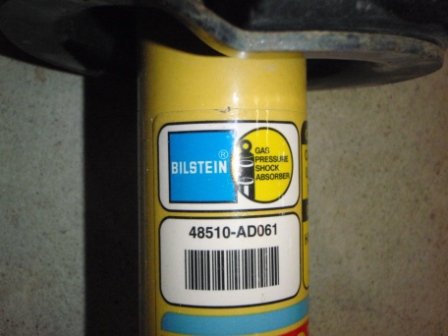 BILSTEIN®
GAS
PRESSURE
SHOCK
ABSORBER
48510-AD061